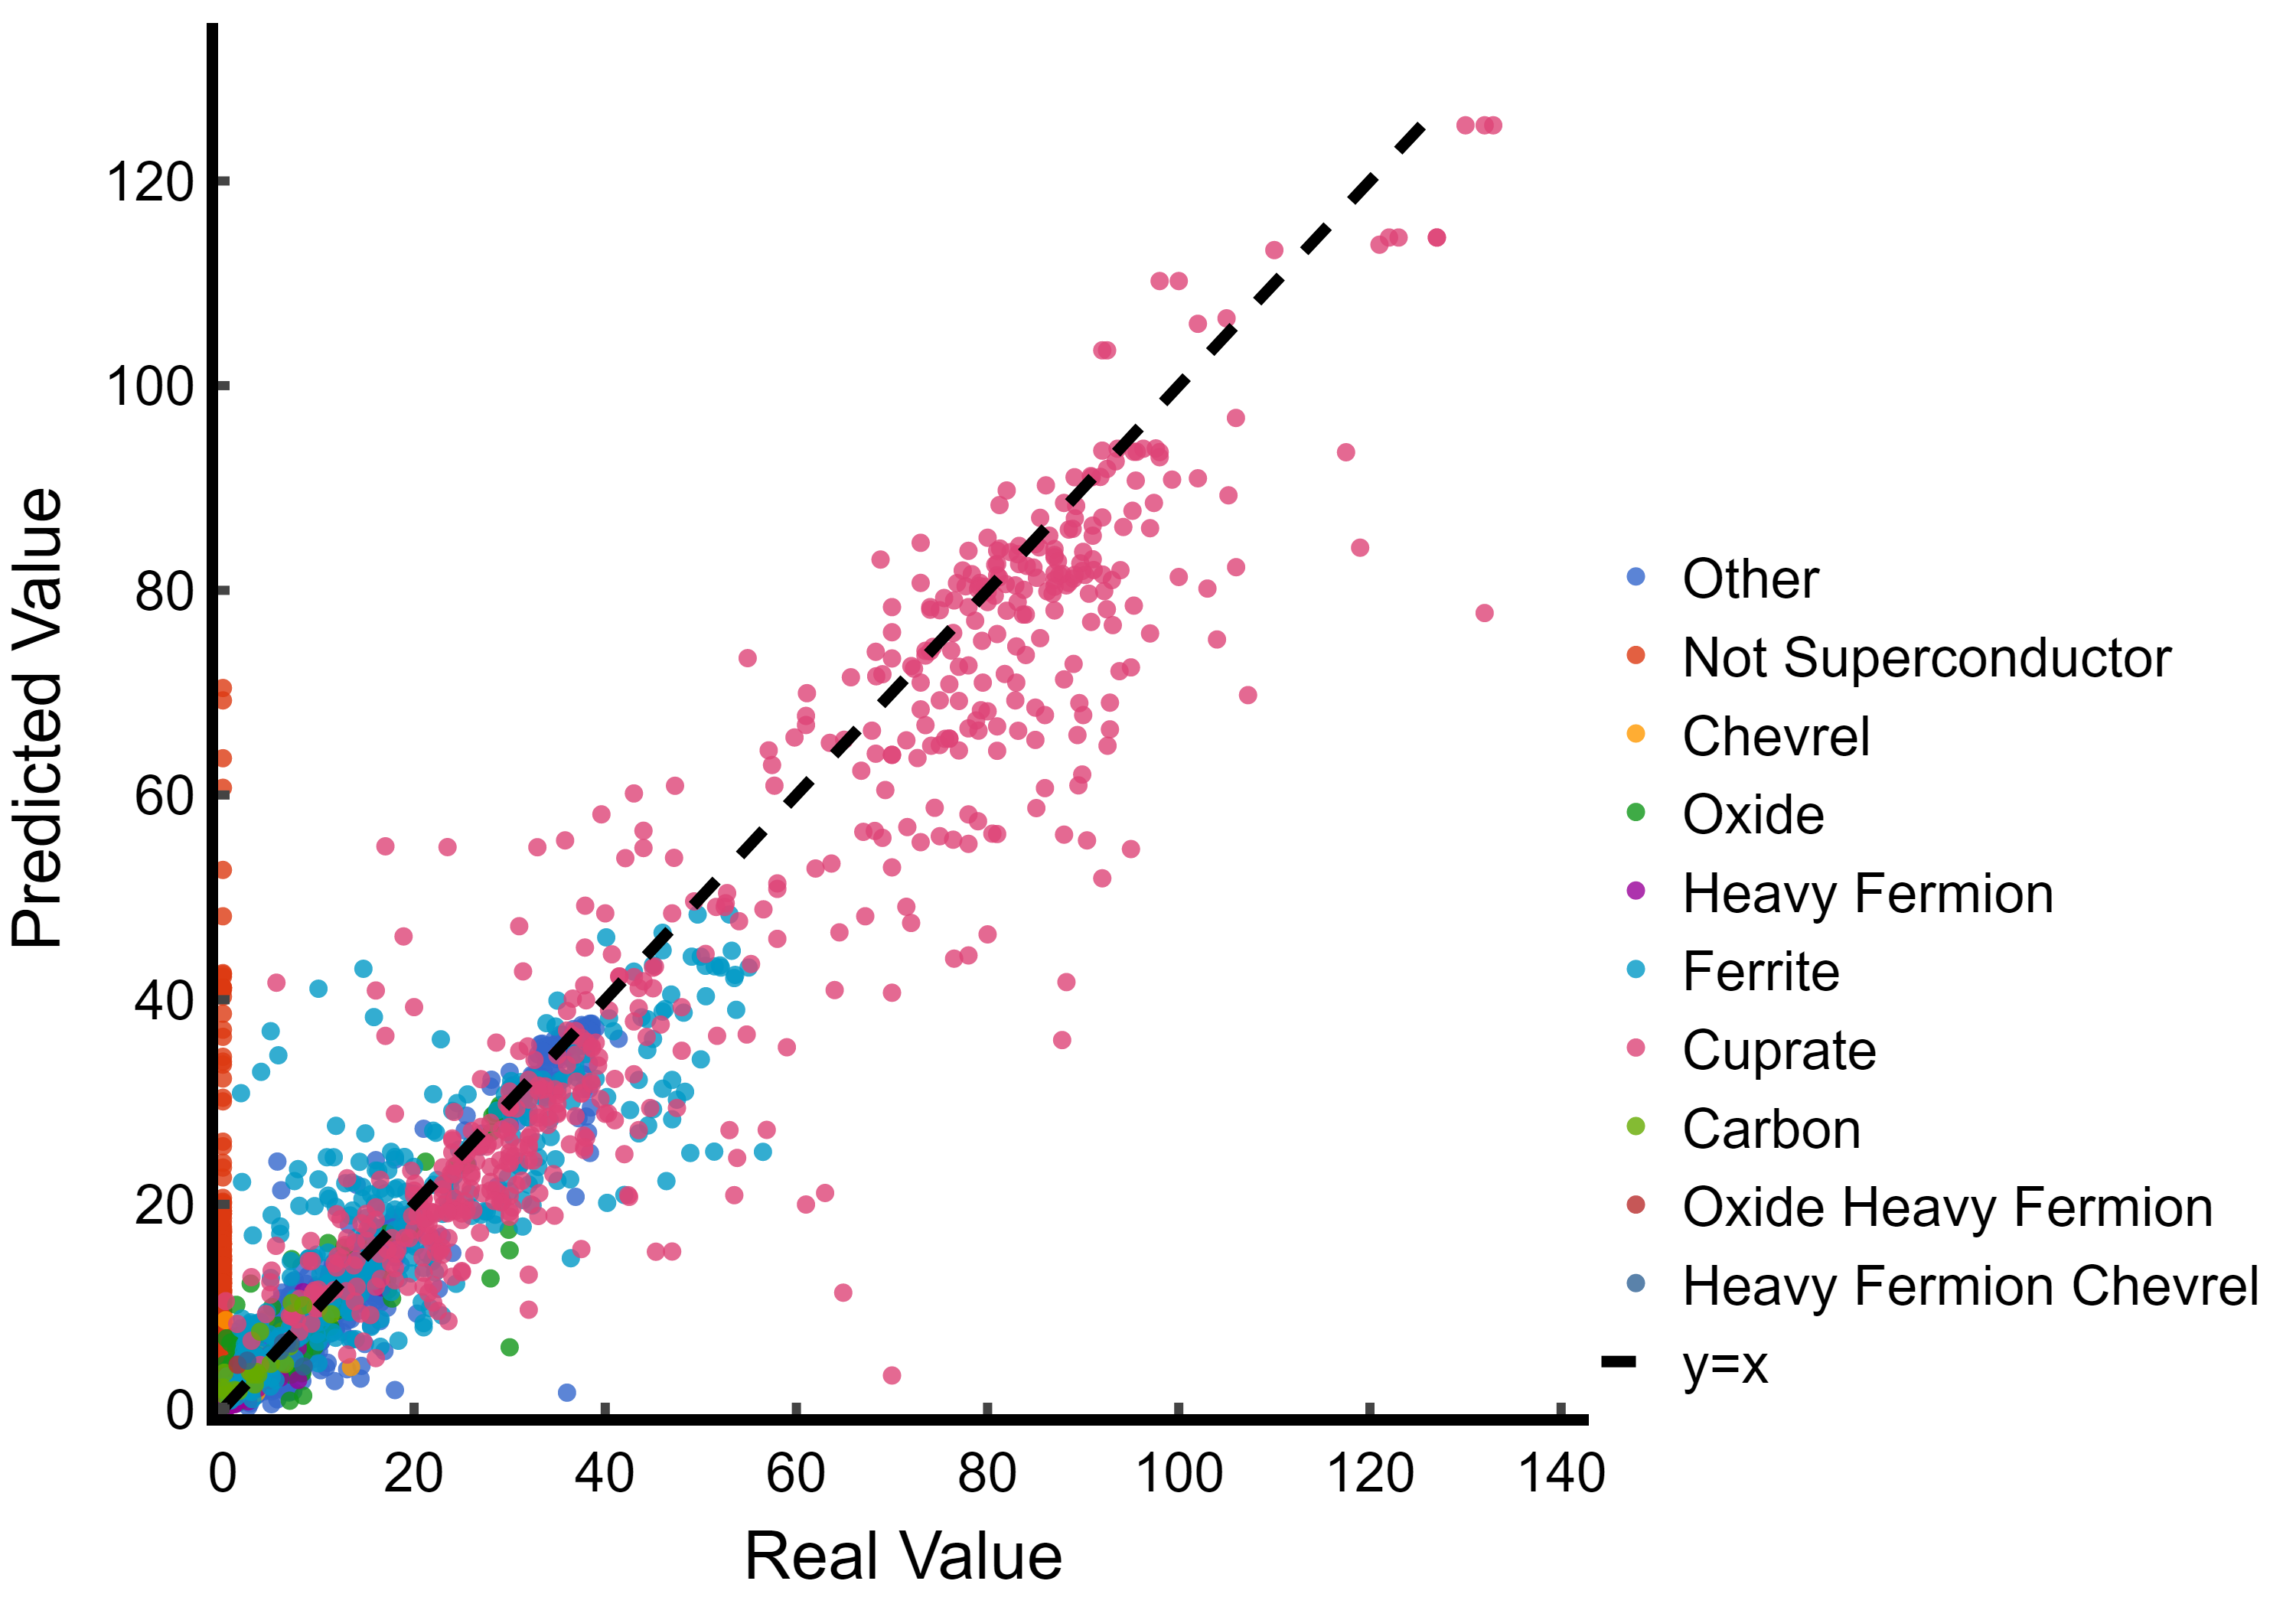 120
100
80
60
40
20
0
Predicted Value
0 20 40 60 80 100 120 140
Real Value
Other
Not Superconductor
Chevrel
Oxide
Heavy Fermion
Ferrite
Cuprate
Carbon
Oxide Heavy Fermion
Heavy Fermion Chevrel
y=x